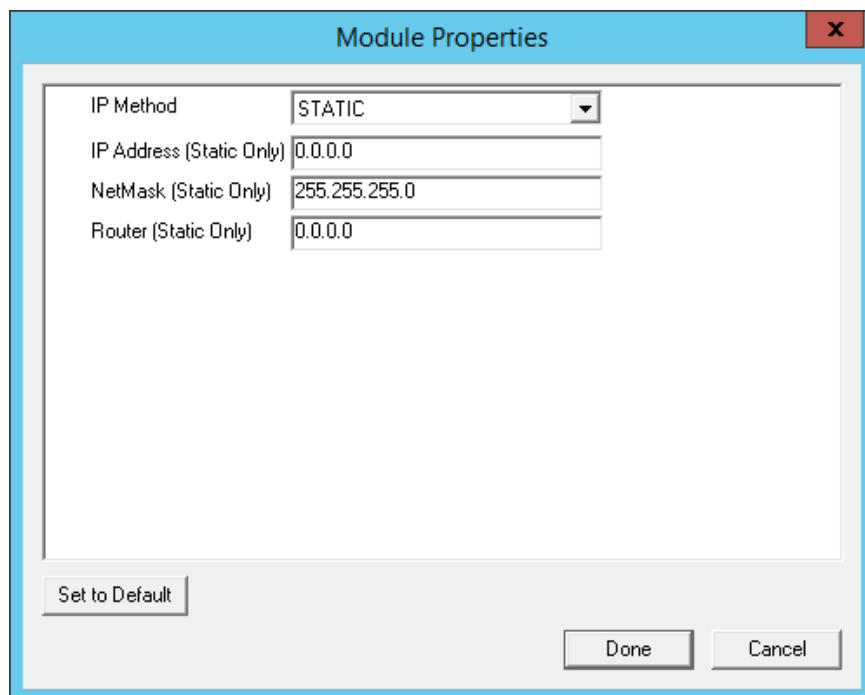 Module Properties
x
IP Method STATIC
IP Address (Static Only) 0.0.0.0
NetMask (Static Only) 255.255.255.0
Router (Static Only) 0.0.0.0
Set to Default
Done Cancel